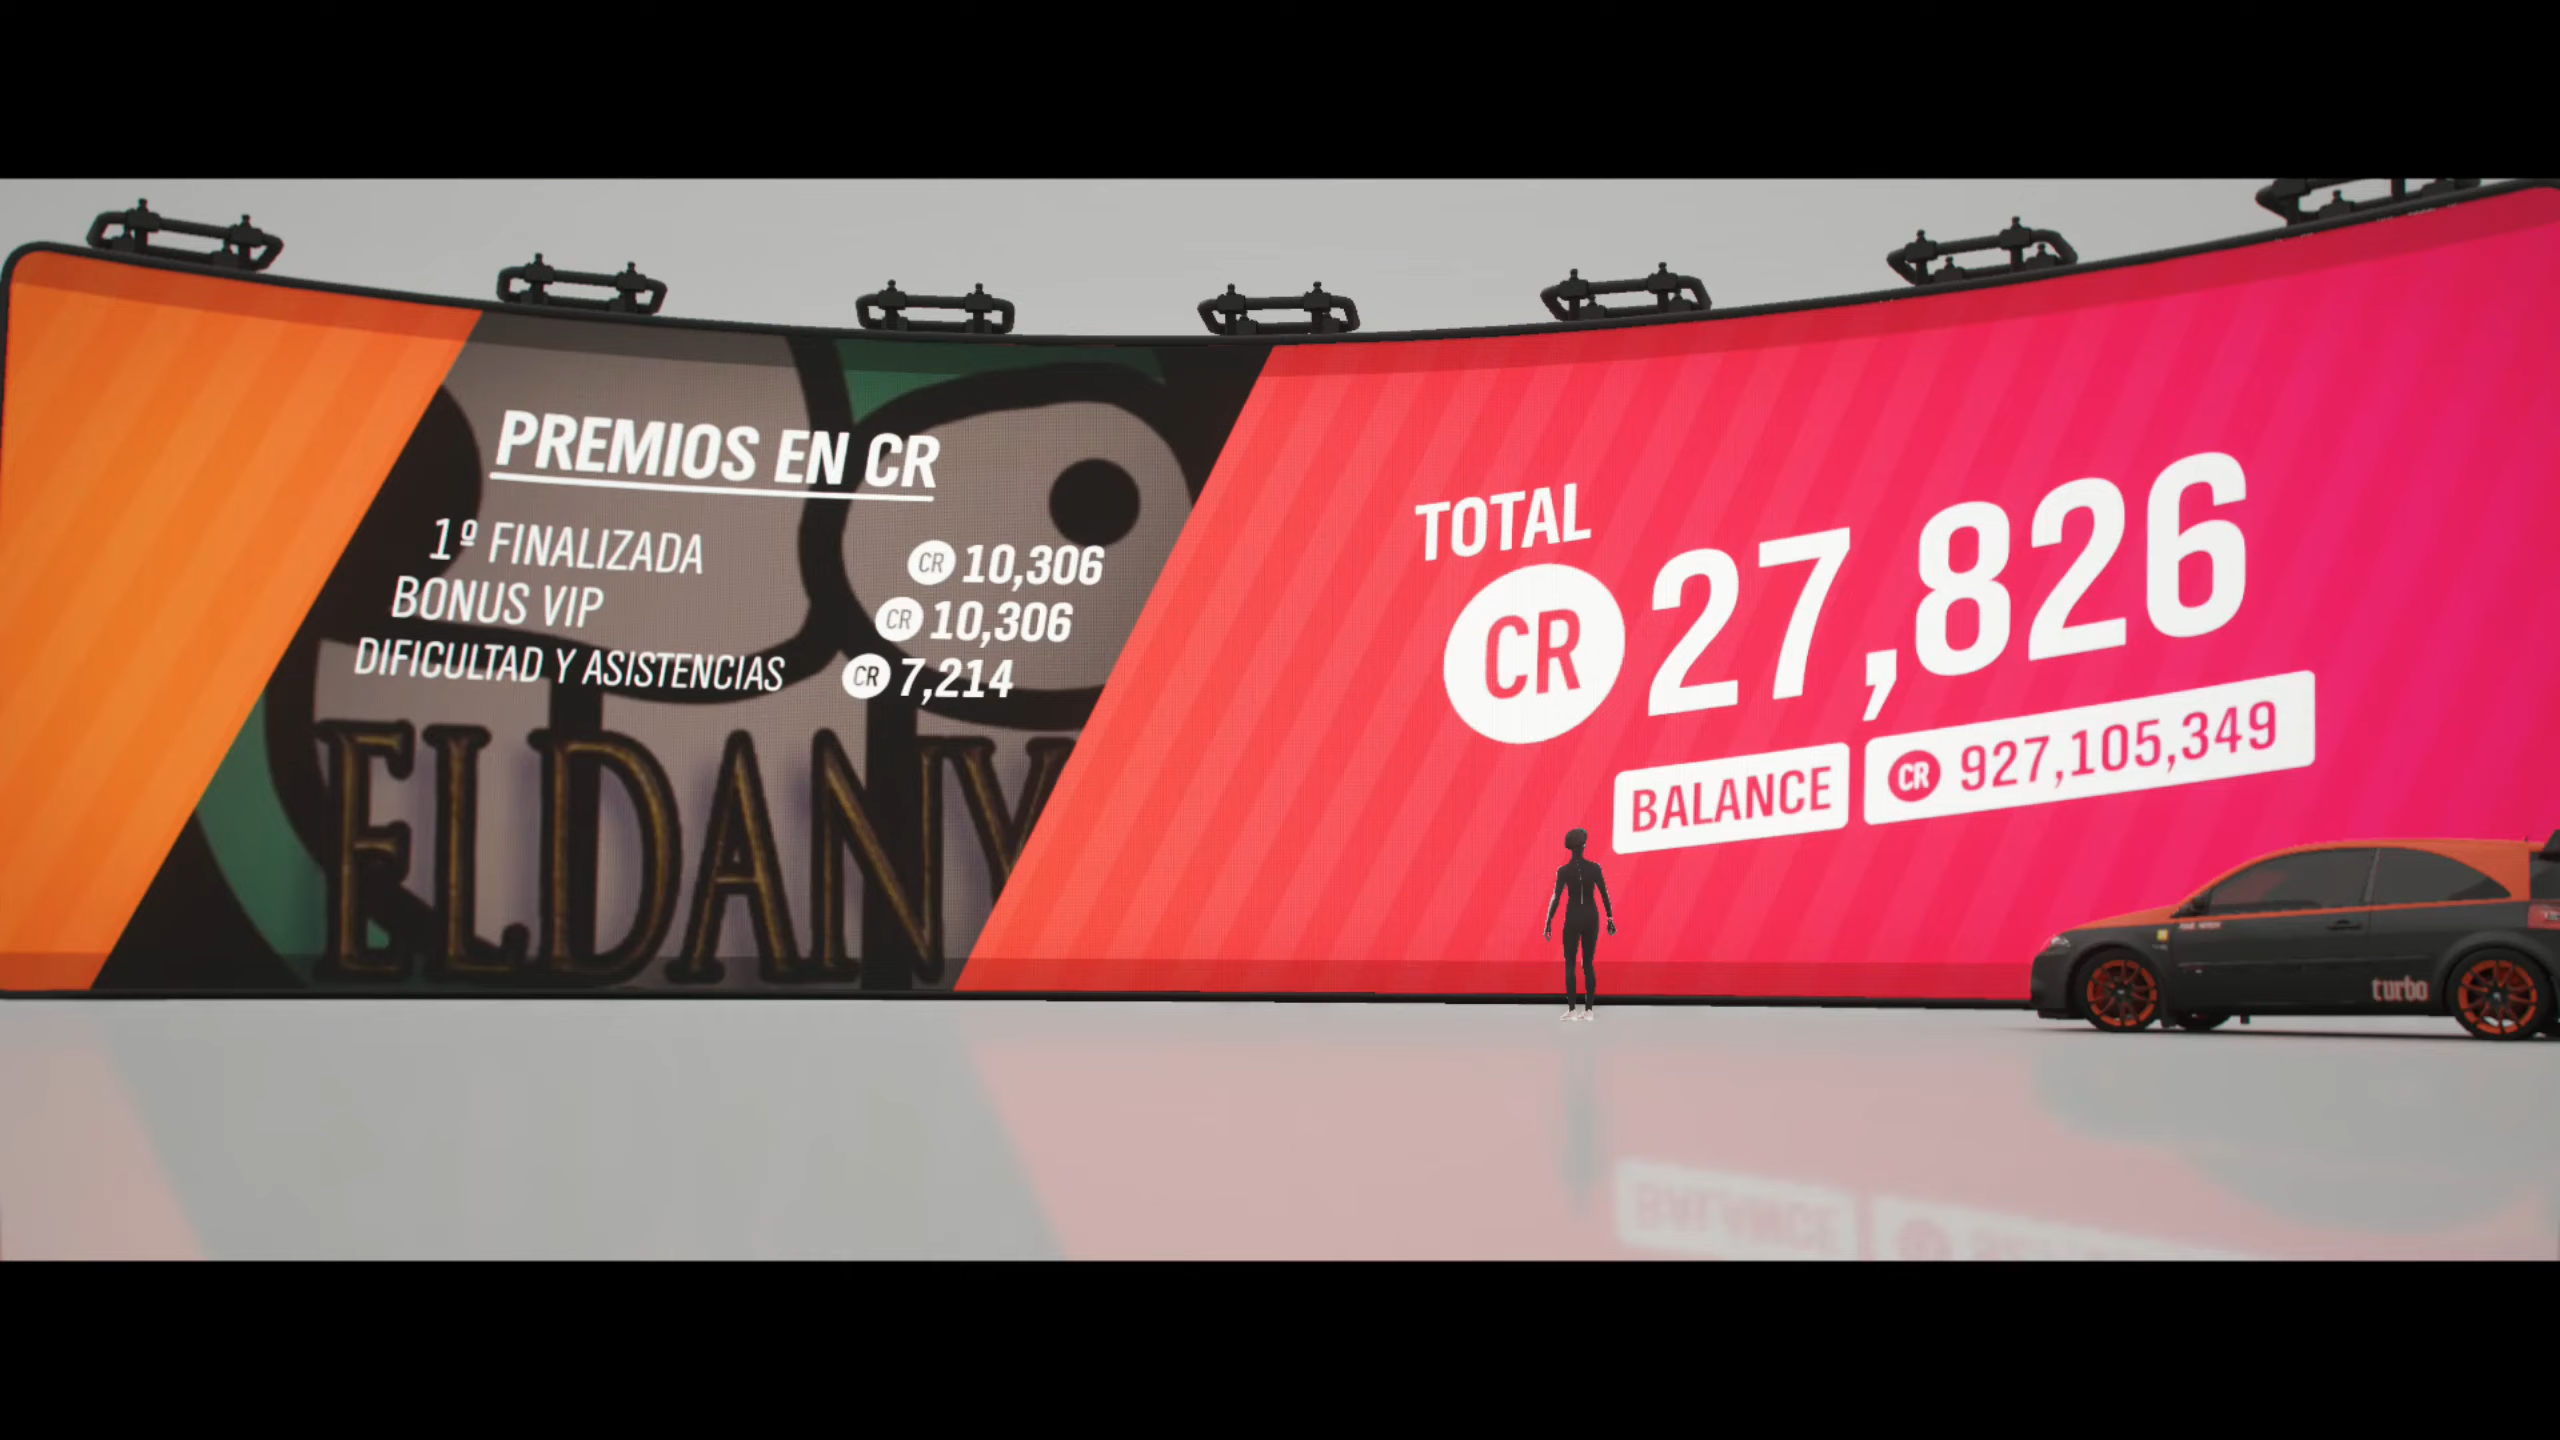 PREMIOS EN CR
1º FINALIZADA CR 10,306
BONUS VIP CR 10,306
DIFICULTAD Y ASISTENCIAS CR 7,214
ELDANY
TOTAL
CR 27,826
BALANCE CR 927,105,349
turbo